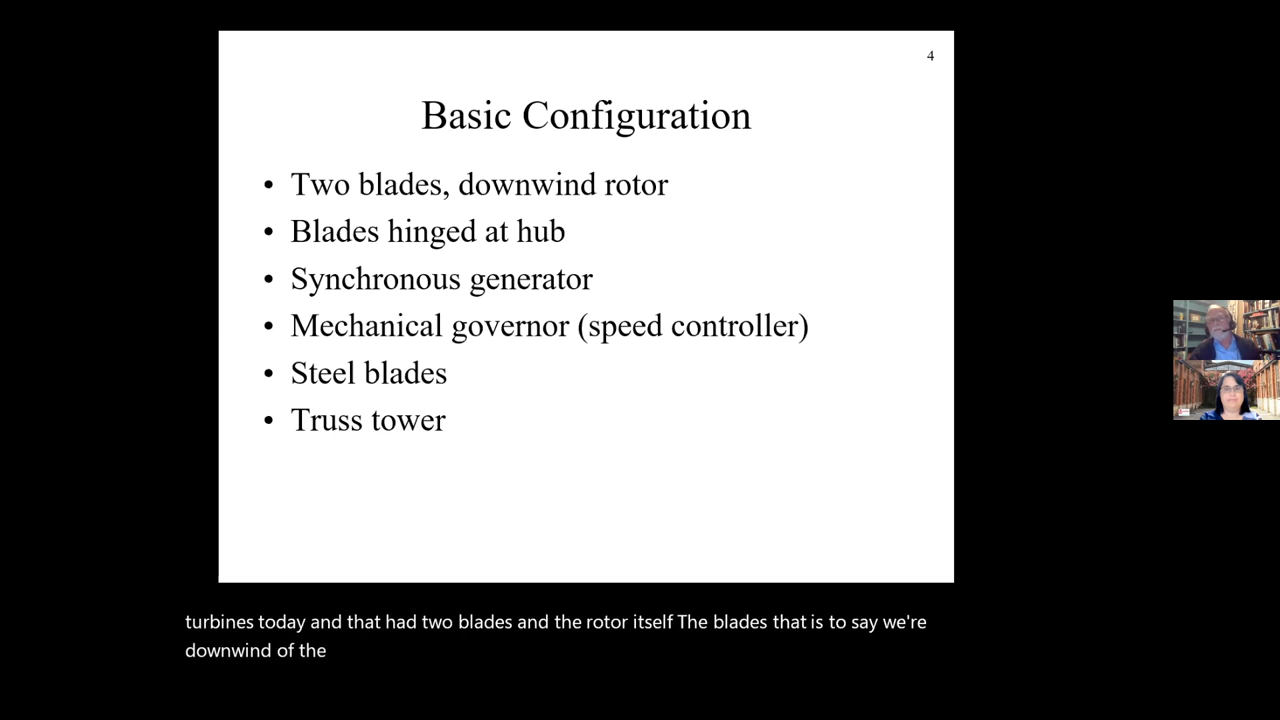 4
Basic Configuration
• Two blades, downwind rotor
• Blades hinged at hub
• Synchronous generator
• Mechanical governor (speed controller)
• Steel blades
• Truss tower
turbines today and that had two blades and the rotor itself The blades that is to say we're
downwind of the